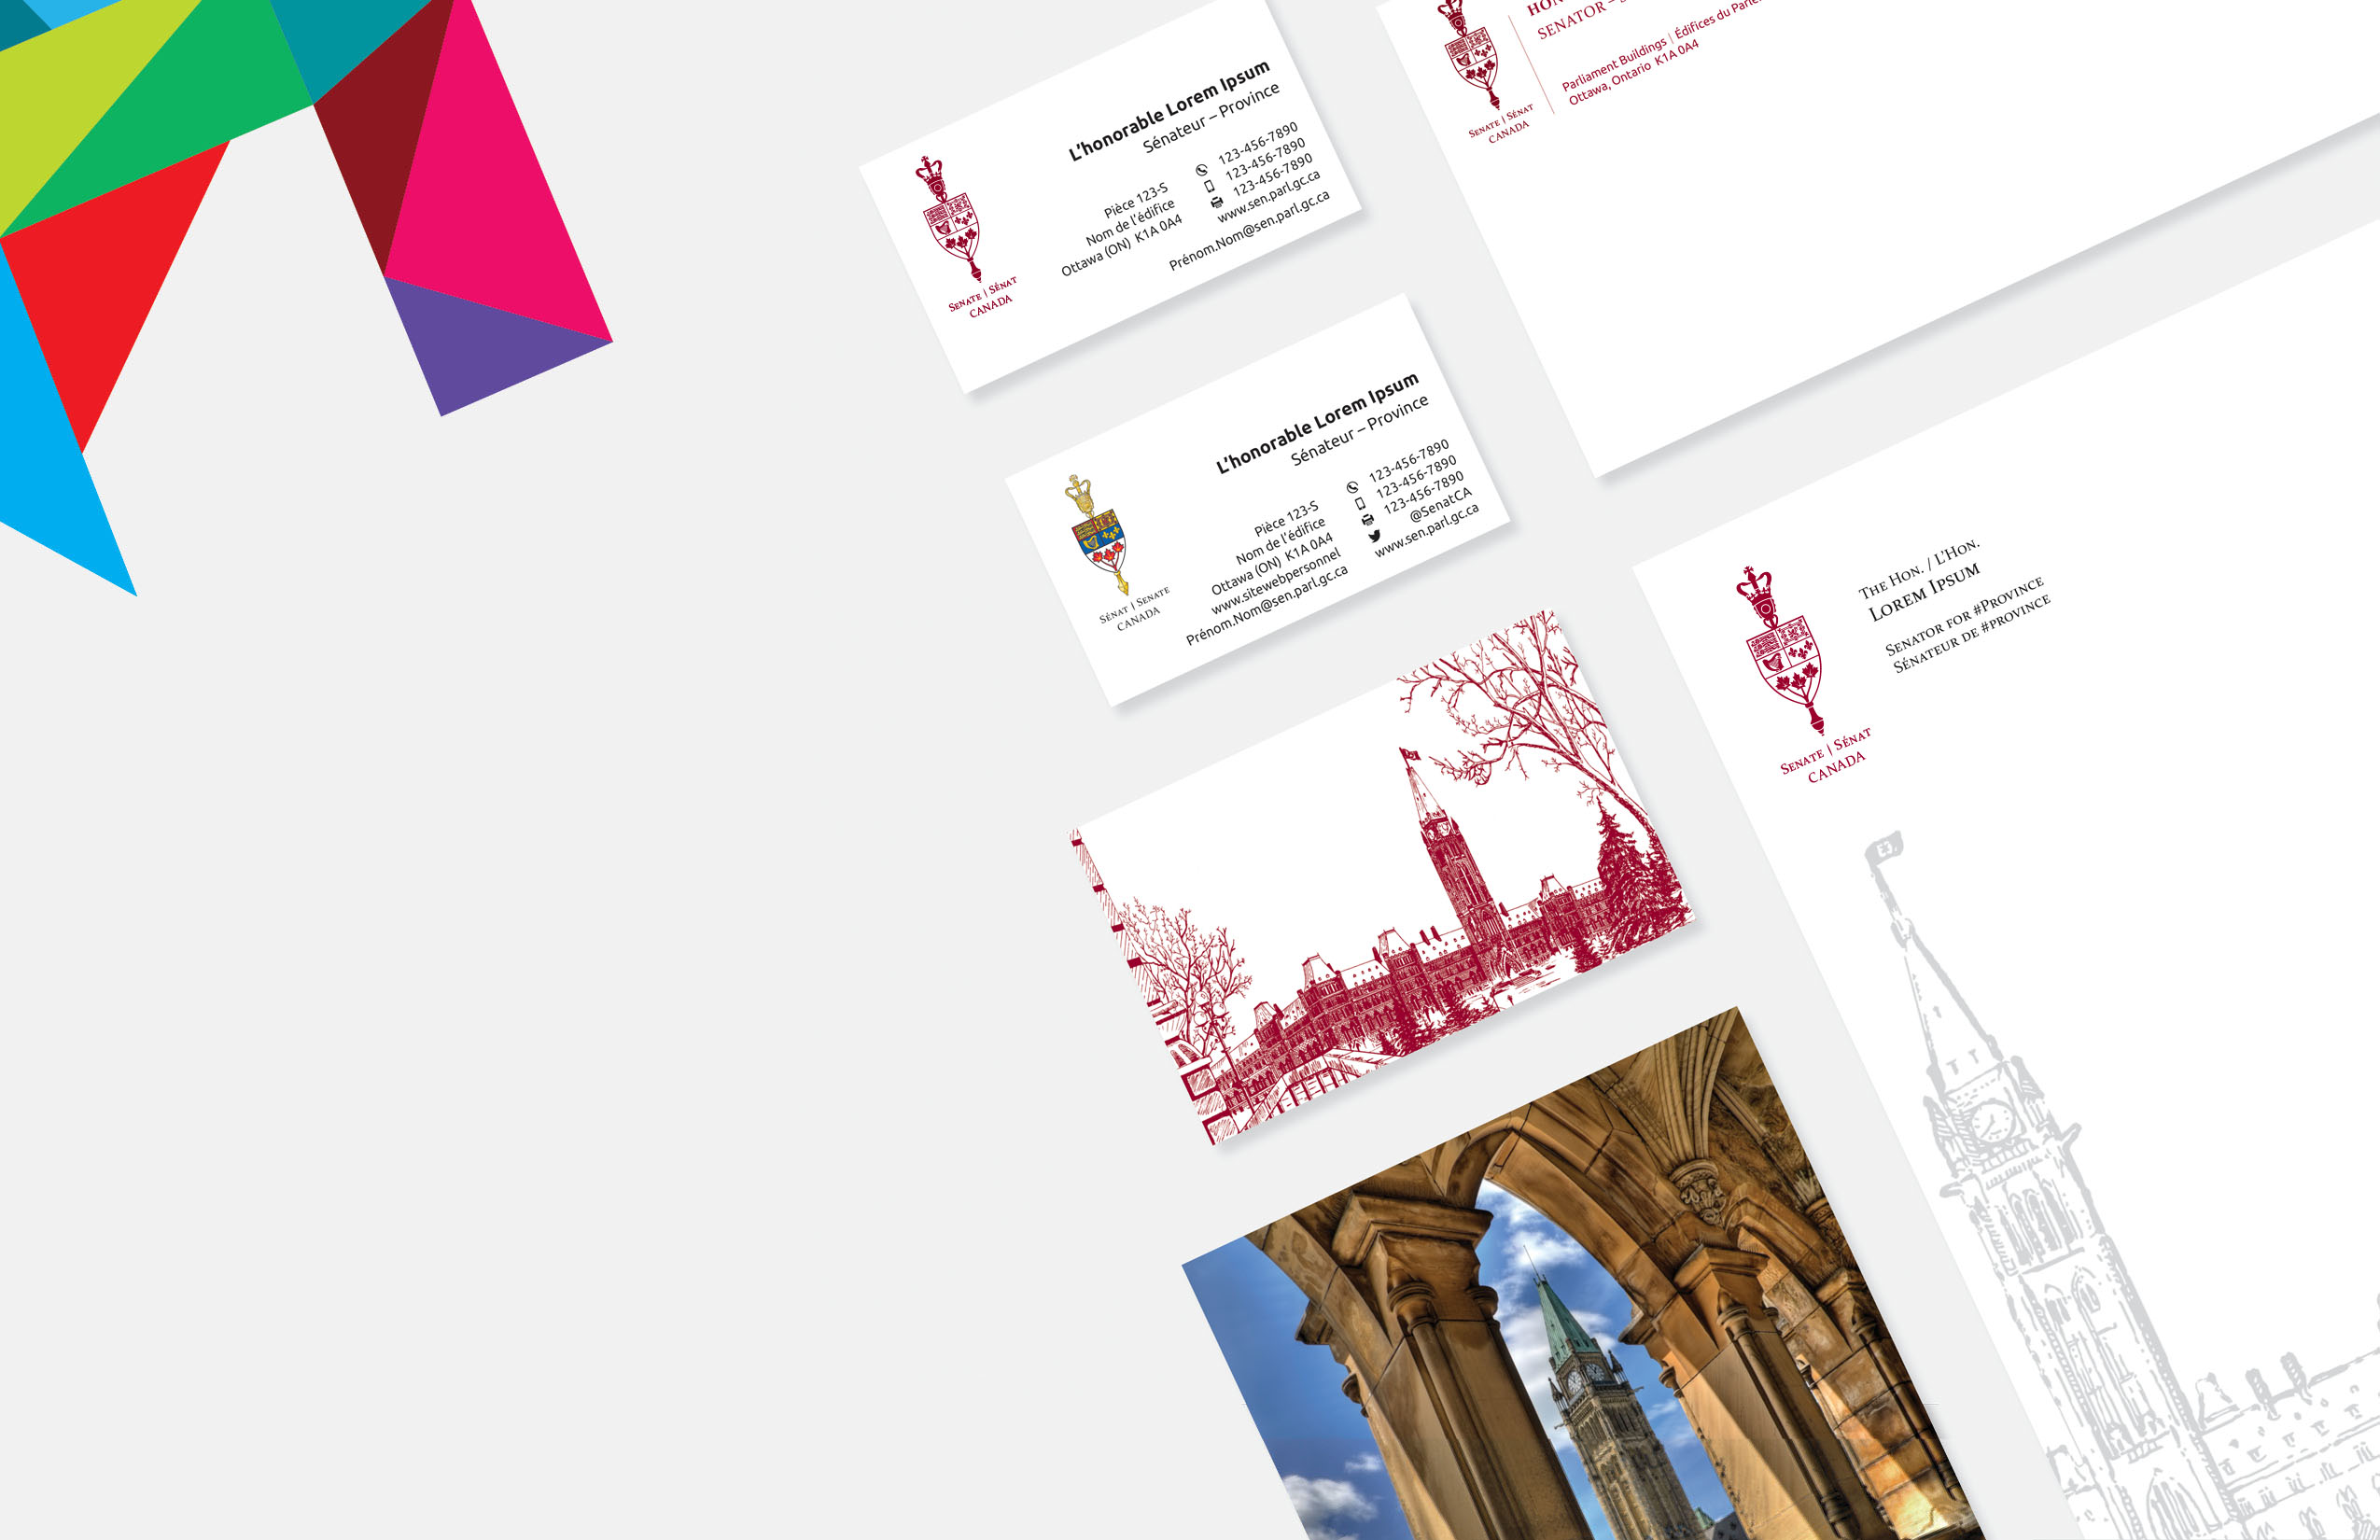 L'honorable Lorem Ipsum
Sénateur – Province
Pièce 123-S
Nom de l'édifice
Ottawa (ON) K1A 0A4
123-456-7890
123-456-7890
123-456-7890
www.sen.parl.gc.ca
Prénom.Nom@sen.parl.gc.ca
SENATE | SÉNAT
CANADA
L'honorable Lorem Ipsum
Sénateur – Province
Pièce 123-S
Nom de l'édifice
Ottawa (ON) K1A 0A4
www.sitewebpersonnel
Prénom.Nom@sen.parl.gc.ca
123-456-7890
123-456-7890
123-456-7890
@SenatCA
www.sen.parl.gc.ca
SÉNAT | SENATE
CANADA
SENATOR –
Parliament Buildings | Édifices du
Ottawa, Ontario K1A 0A4
SENATE | SÉNAT
CANADA
THE HON. / L'HON.
LOREM IPSUM
SENATOR FOR #PROVINCE
SÉNATEUR DE #PROVINCE
SENATE | SÉNAT
CANADA